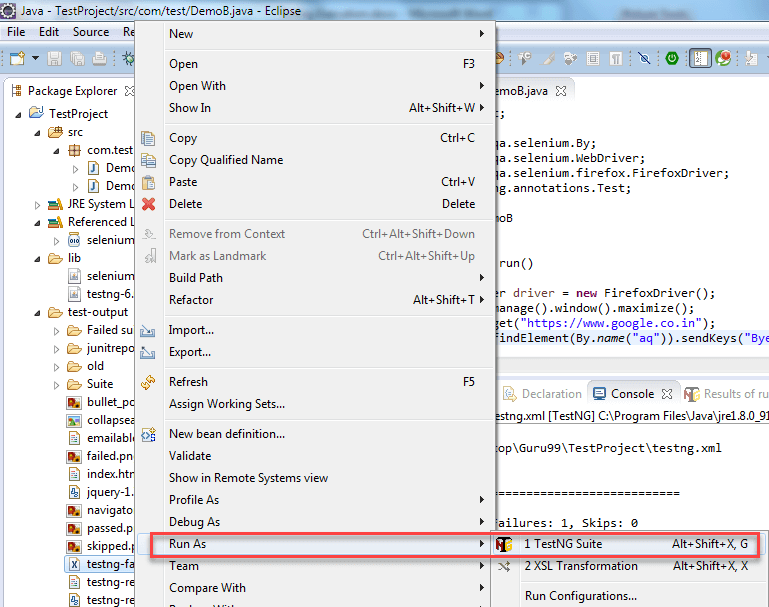 Java - TestProject/src/com/test/DemoB.java - Eclipse
File Edit Source
Package Explorer
TestProject
src
com.test
Demo
Demo
JRE System L
Referenced L
selenium
lib
selenium
testng-6.
test-output
Failed su
junitrepo
old
Suite
bullet_po
collapsea
emailable
failed.pn
index.htm
jquery-1.
navigator
passed.p
skipped.p
testng-fa
testng-re
testng-re
New
Open F3
Open With
Show In Alt+Shift+W
Copy Ctrl+C
Copy Qualified Name
Paste Ctrl+V
Delete Delete
Remove from Context Ctrl+Alt+Shift+Down
Mark as Landmark Ctrl+Alt+Shift+Up
Build Path
Refactor Alt+Shift+T
Import...
Export...
Refresh F5
Assign Working Sets...
New bean definition...
Validate
Show in Remote Systems view
Profile As
Debug As
Run As
Team
Compare With
1 TestNG Suite Alt+Shift+X, G
2 XSL Transformation Alt+Shift+X, X
Run Configurations...
emoB.java
t;
qa.selenium.By;
qa.selenium.WebDriver;
qa.selenium.firefox.FirefoxDriver;
ng.annotations.Test;
moB
run()
er driver = new FirefoxDriver();
manage().window().maximize();
get("https://www.google.co.in");
findElement(By.name("aq")).sendKeys("Bye
Declaration Console Results of ru
estng.xml [TestNG] C:\Program Files\Java\jre1.8.0_91
top\Guru99\TestProject\testng.xml
===========================
ailures: 1, Skips: 0